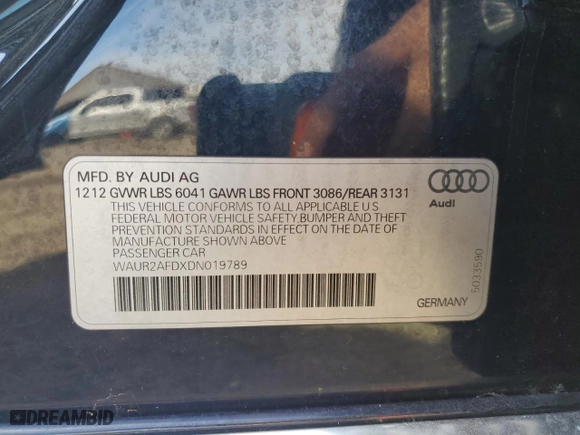 MFD. BY AUDI AG
12 12 GVWR LBS 6041 GAWR LBS FRONT 3086/REAR 3131
THIS VEHICLE CONFORMS TO ALL APPLICABLE U S
FEDERAL MOTOR VEHICLE SAFETY,BUMPER AND THEFT
PREVENTION STANDARDS IN EFFECT ON THE DATE OF
MANUFACTURE SHOWN ABOVE
PASSENGER CAR
WAUR2AFDXDN019789
Audi
5033590
GERMANY
DREAMBID